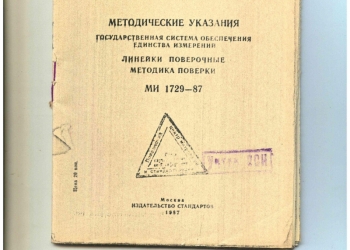 МЕТОДИЧЕСКИЕ УКАЗАНИЯ
ГОСУДАРСТВЕННАЯ СИСТЕМА ОБЕСПЕЧЕНИЯ
ЕДИНСТВА ИЗМЕРЕНИЙ
ЛИНЕЙКИ ПОВЕРОЧНЫЕ
МЕТОДИКА ПОВЕРКИ
МИ 1729—87
Цена 20 коп.
Москва
ИЗДАТЕЛЬСТВО СТАНДАРТОВ
1987